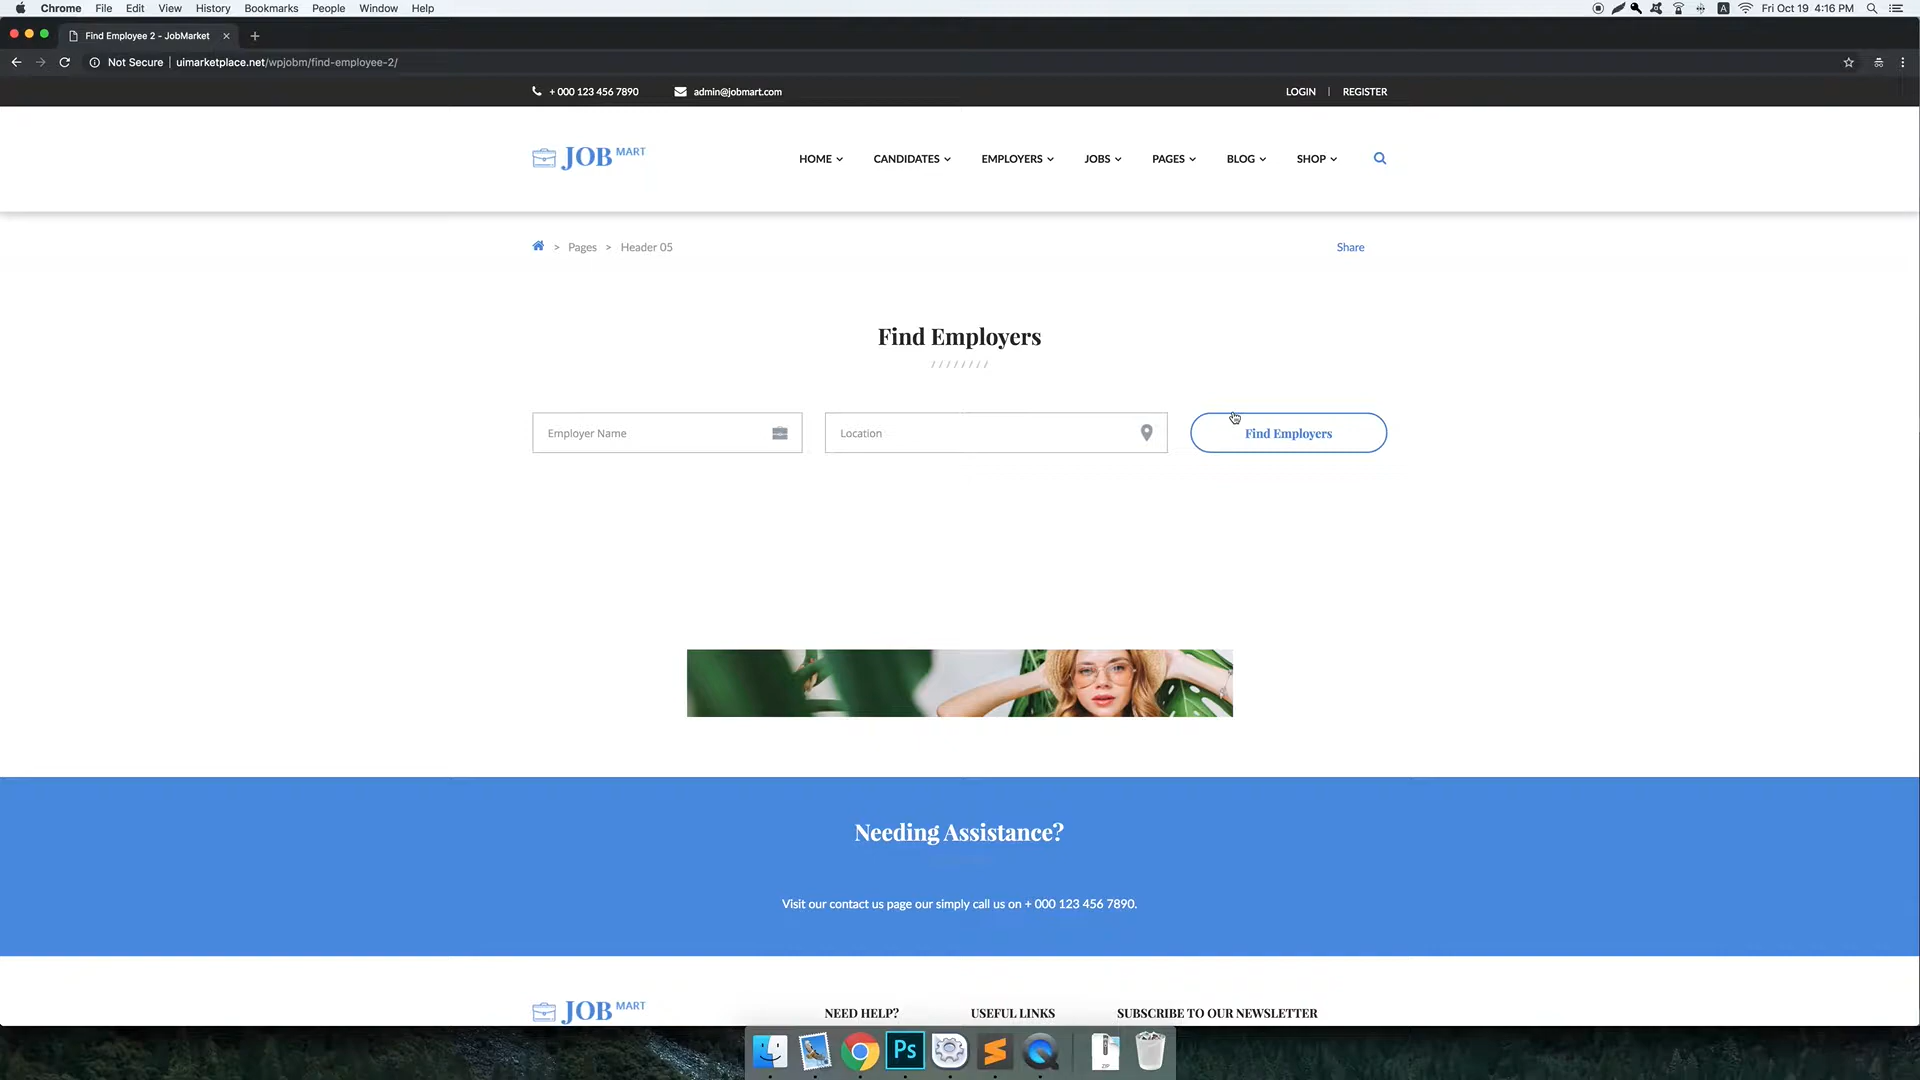 Chrome File Edit View History Bookmarks People Window Help
A Fri Oct 19 4:16 PM
Find Employee 2 - JobMarket
Not Secure | uimarketplace.net/wpjobm/find-employee-2/
+ 000 123 456 7890 admin@jobmart.com LOGIN | REGISTER
JOB MART HOME CANDIDATES EMPLOYERS JOBS PAGES BLOG SHOP
> Pages > Header 05 Share
Find Employers
////////
Employer Name Location Find Employers
Needing Assistance?
Visit our contact us page our simply call us on + 000 123 456 7890.
JOB MART NEED HELP? USEFUL LINKS SUBSCRIBE TO OUR NEWSLETTER
Ps ZIP